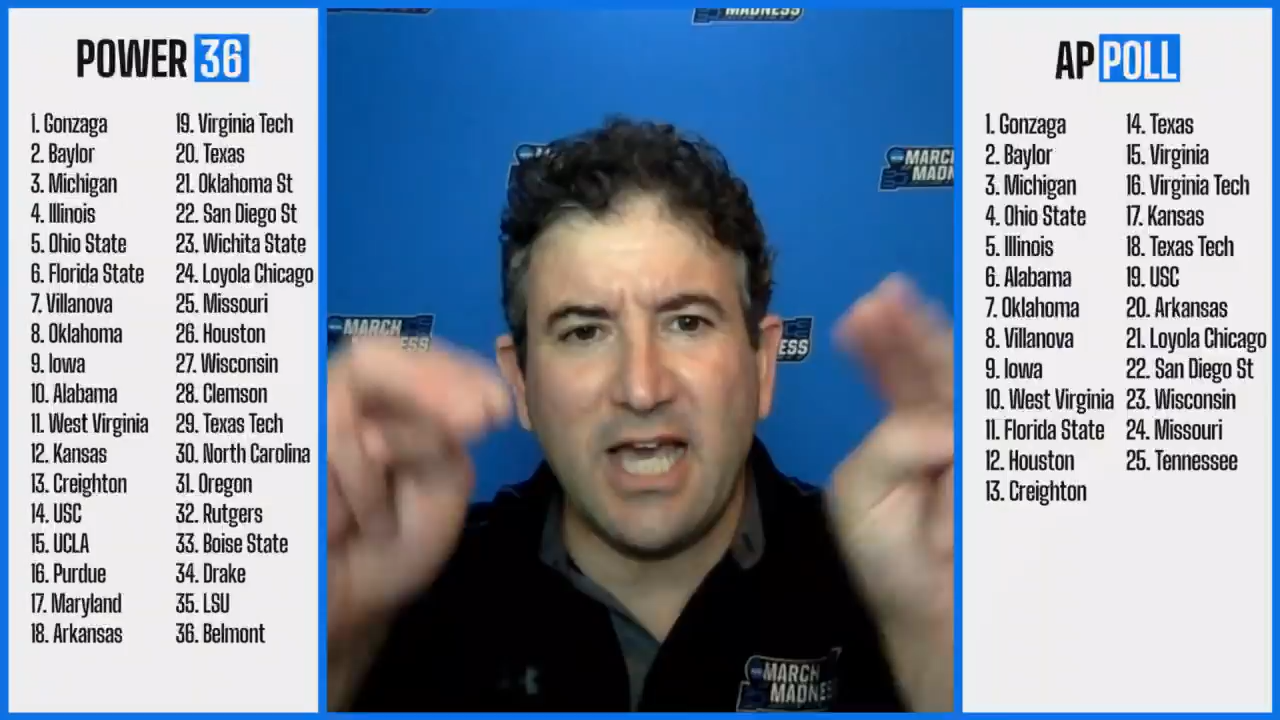 POWER 36
1. Gonzaga
2. Baylor
3. Michigan
4. Illinois
5. Ohio State
6. Florida State
7. Villanova
8. Oklahoma
9. Iowa
10. Alabama
11. West Virginia
12. Kansas
13. Creighton
14. USC
15. UCLA
16. Purdue
17. Maryland
18. Arkansas
19. Virginia Tech
20. Texas
21. Oklahoma St
22. San Diego St
23. Wichita State
24. Loyola Chicago
25. Missouri
26. Houston
27. Wisconsin
28. Clemson
29. Texas Tech
30. North Carolina
31. Oregon
32. Rutgers
33. Boise State
34. Drake
35. LSU
36. Belmont
MADNESS
MARCH
MARCH
MARCH
MADNESS
AP POLL
1. Gonzaga
2. Baylor
3. Michigan
4. Ohio State
5. Illinois
6. Alabama
7. Oklahoma
8. Villanova
9. Iowa
10. West Virginia
11. Florida State
12. Houston
13. Creighton
14. Texas
15. Virginia
16. Virginia Tech
17. Kansas
18. Texas Tech
19. USC
20. Arkansas
21. Loyola Chicago
22. San Diego St
23. Wisconsin
24. Missouri
25. Tennessee